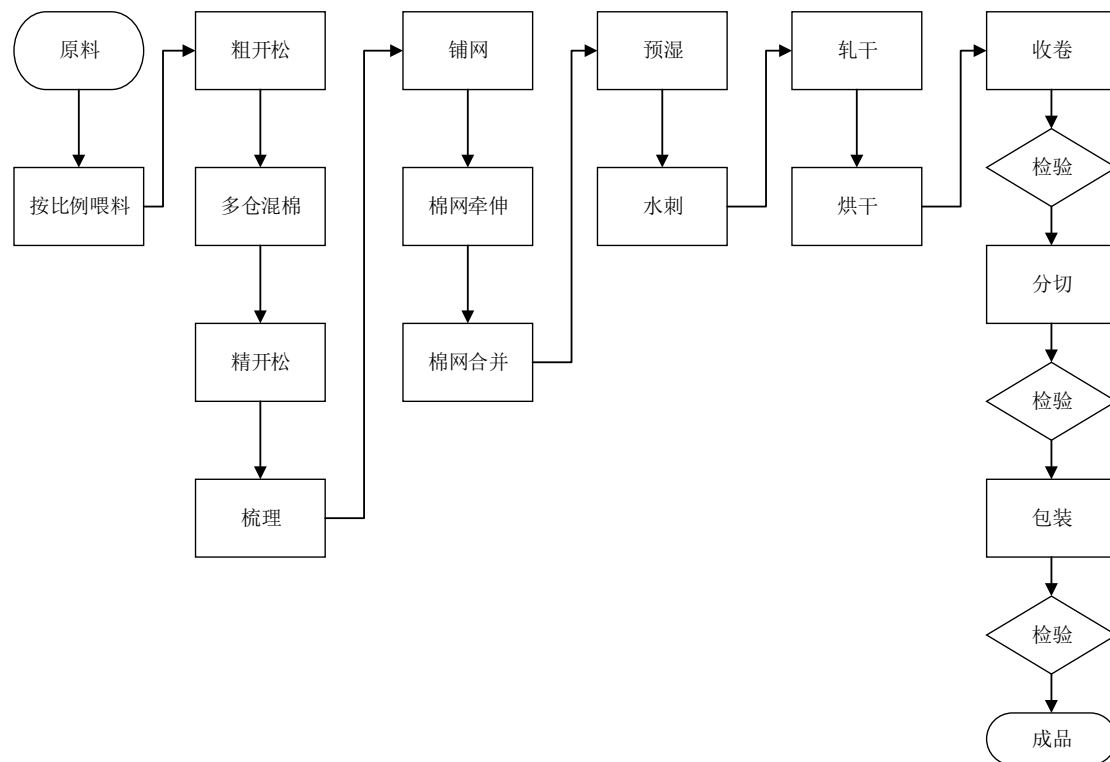 原料
按比例喂料
粗开松
多仓混棉
精开松
梳理
铺网
棉网牵伸
棉网合并
预湿
水刺
轧干
烘干
收卷
检验
分切
检验
包装
检验
成品